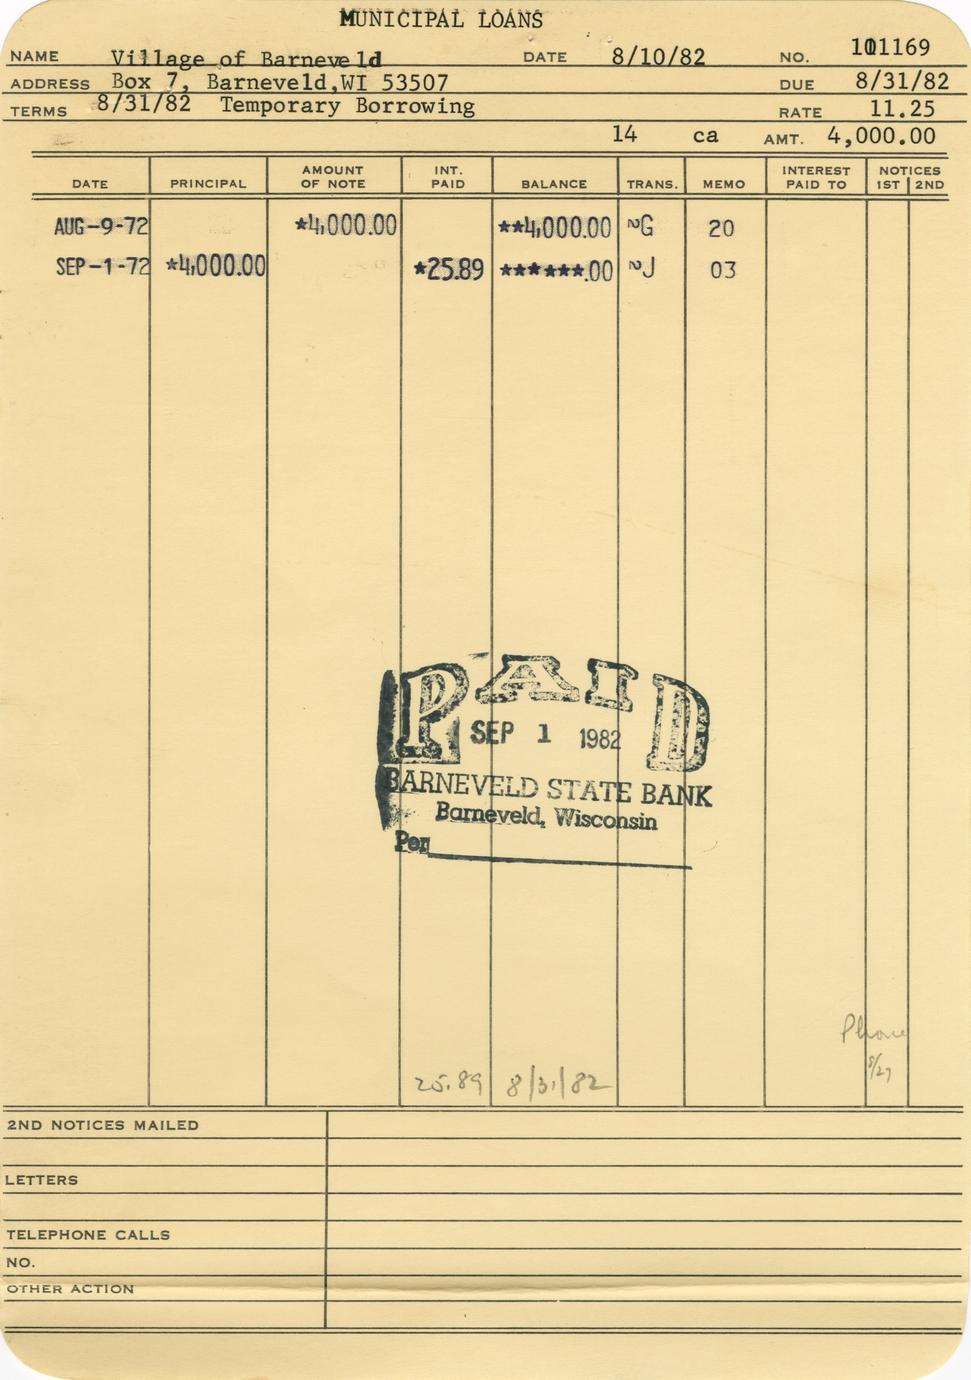 MUNICIPAL LOANS
NAME Village of Barneveld DATE 8/10/82 NO. 101169
ADDRESS Box 7, Barneveld,WI 53507 DUE 8/31/82
TERMS 8/31/82 Temporary Borrowing RATE 11.25
14 ca AMT. 4,000.00
DATE PRINCIPAL AMOUNT OF NOTE INT. PAID BALANCE TRANS. MEMO INTEREST PAID TO NOTICES 1ST 2ND
AUG-9-72 *4,000.00 **4,000.00 ~G 20
SEP-1-72 *4,000.00 *25.89 ******.00 ~J 03
PAID
SEP 1 1982
BARNEVELD STATE BANK
Barneveld, Wisconsin
Per
Phone
8/27
25.89 8/31/82
2ND NOTICES MAILED
LETTERS
TELEPHONE CALLS
NO.
OTHER ACTION